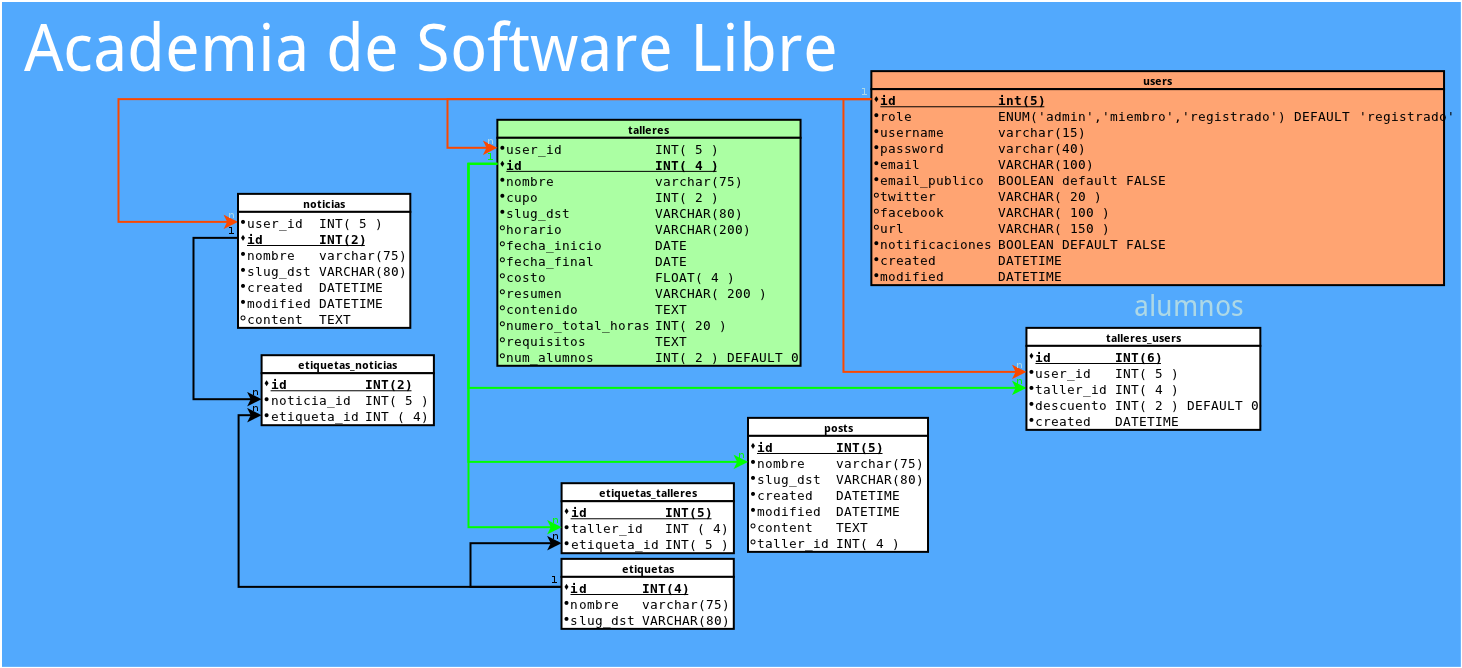 Academia de Software Libre
users
1
id int(5)
role ENUM('admin','miembro','registrado') DEFAULT 'registrado'
username varchar(15)
password varchar(40)
email VARCHAR(100)
email_publico BOOLEAN default FALSE
twitter VARCHAR( 20 )
facebook VARCHAR( 100 )
url VARCHAR( 150 )
notificaciones BOOLEAN DEFAULT FALSE
created DATETIME
modified DATETIME
talleres
n
user_id INT( 5 )
id INT( 4 )
nombre varchar(75)
cupo INT( 2 )
slug_dst VARCHAR(80)
horario VARCHAR(200)
fecha_inicio DATE
fecha_final DATE
costo FLOAT( 4 )
resumen VARCHAR( 200 )
contenido TEXT
numero_total_horas INT( 20 )
requisitos TEXT
num_alumnos INT( 2 ) DEFAULT 0
noticias
n
user_id INT( 5 )
1
id INT(2)
nombre varchar(75)
slug_dst VARCHAR(80)
created DATETIME
modified DATETIME
content TEXT
alumnos
talleres_users
id INT(6)
n
user_id INT( 5 )
taller_id INT( 4 )
descuento INT( 2 ) DEFAULT 0
created DATETIME
etiquetas_noticias
id INT(2)
n
noticia_id INT( 5 )
n
etiqueta_id INT ( 4)
posts
id INT(5)
nombre varchar(75)
slug_dst VARCHAR(80)
created DATETIME
modified DATETIME
content TEXT
taller_id INT( 4 )
etiquetas_talleres
id INT(5)
taller_id INT ( 4)
n
etiqueta_id INT( 5 )
etiquetas
1
id INT(4)
nombre varchar(75)
slug_dst VARCHAR(80)